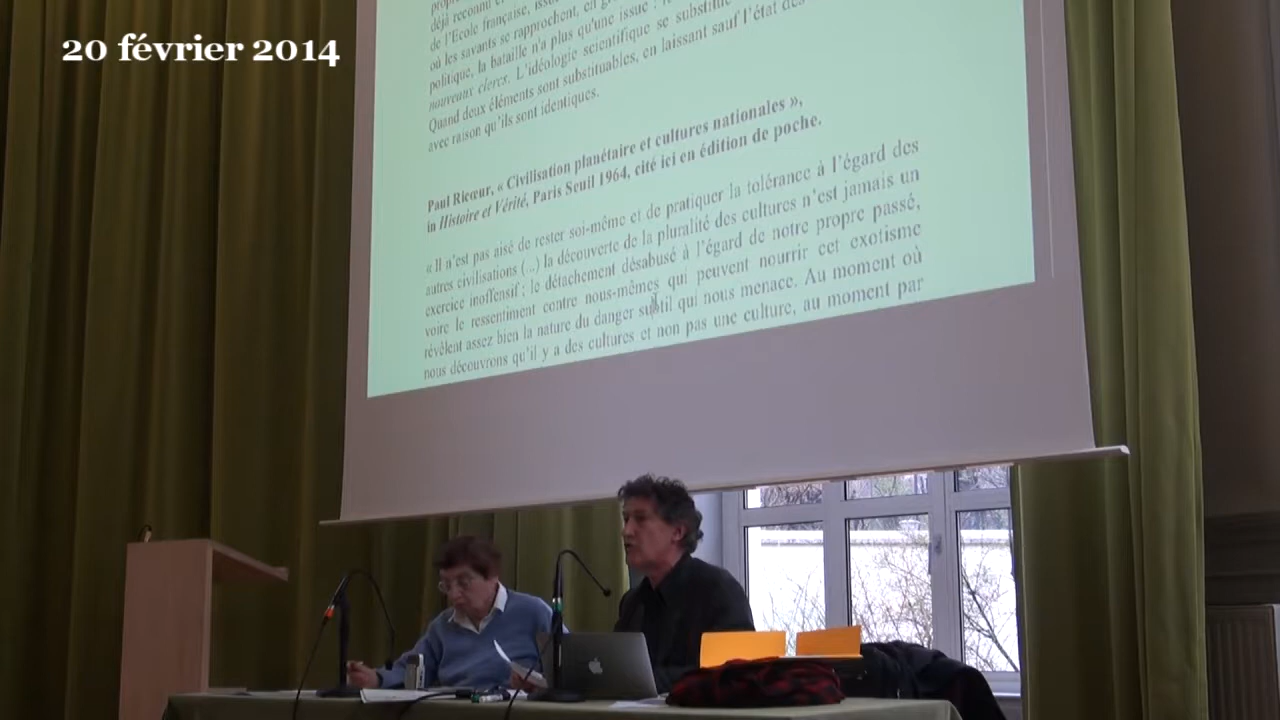 20 février 2014
déjà reconnu
de l'Ecole française, issu
où les savants se rapprochent, en
politique, la bataille n'a plus qu'une issue :
nouveaux clercs. L'idéologie scientifique se substitue
Quand deux éléments sont substituables, en laissant sauf l'état des
avec raison qu'ils sont identiques.
Paul Ricœur, « Civilisation planétaire et cultures nationales »,
in Histoire et Vérité, Paris Seuil 1964, cité ici en édition de poche.
« Il n'est pas aisé de rester soi-même et de pratiquer la tolérance à l'égard des
autres civilisations (...) la découverte de la pluralité des cultures n'est jamais un
exercice inoffensif ; le détachement désabusé à l'égard de notre propre passé,
voire le ressentiment contre nous-mêmes qui peuvent nourrir cet exotisme
révèlent assez bien la nature du danger subtil qui nous menace. Au moment où
nous découvrons qu'il y a des cultures et non pas une culture, au moment par